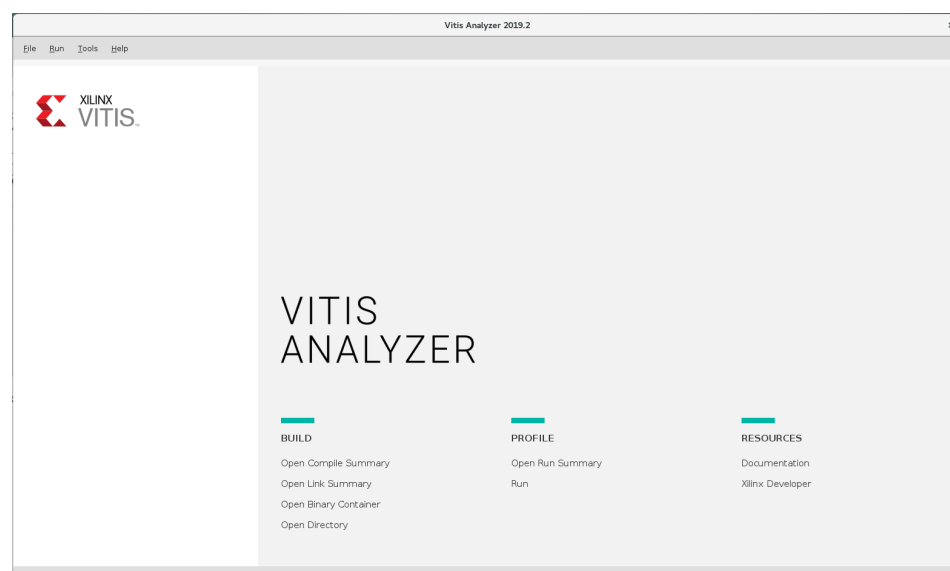 Vitis Analyzer 2019.2
File Run Tools Help
XILINX
VITIS™
VITIS
ANALYZER
BUILD
Open Compile Summary
Open Link Summary
Open Binary Container
Open Directory
PROFILE
Open Run Summary
Run
RESOURCES
Documentation
Xilinx Developer